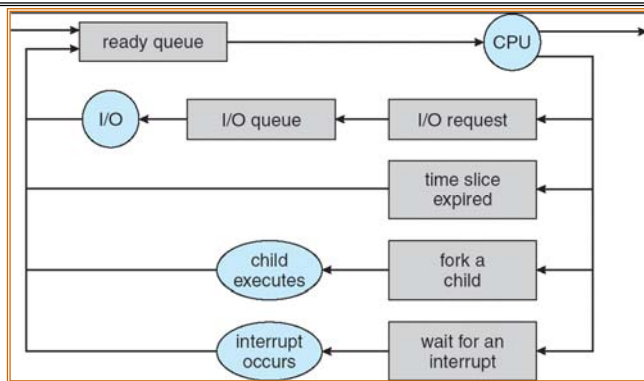 ready queue
CPU
I/O
I/O queue
I/O request
time slice
expired
child
executes
fork a
child
interrupt
occurs
wait for an
interrupt